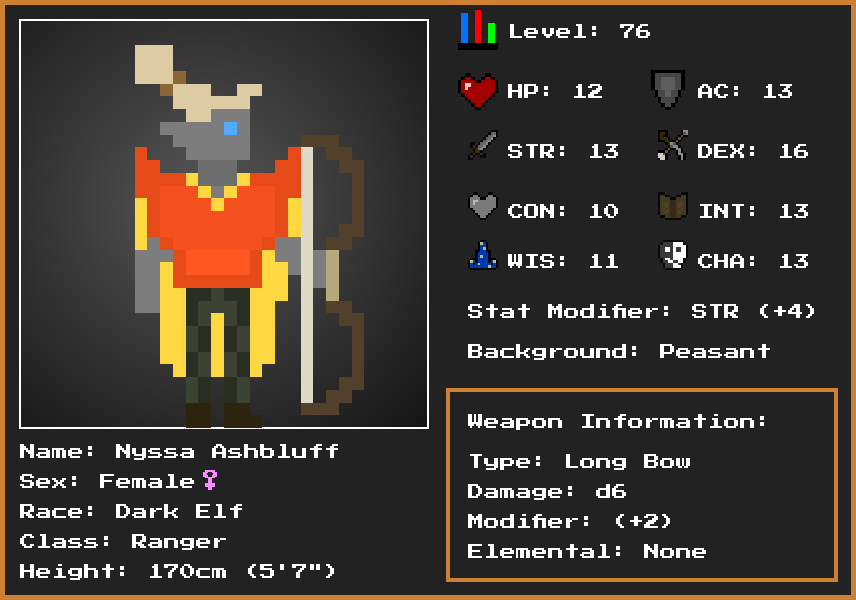 Level: 76
HP: 12 AC: 13
STR: 13 DEX: 16
CON: 10 INT: 13
WIS: 11 CHA: 13
Stat Modifier: STR (+4)
Background: Peasant
Weapon Information:
Type: Long Bow
Damage: d6
Modifier: (+2)
Elemental: None
Name: Nyssa Ashbluff
Sex: Female♀
Race: Dark Elf
Class: Ranger
Height: 170cm (5'7")